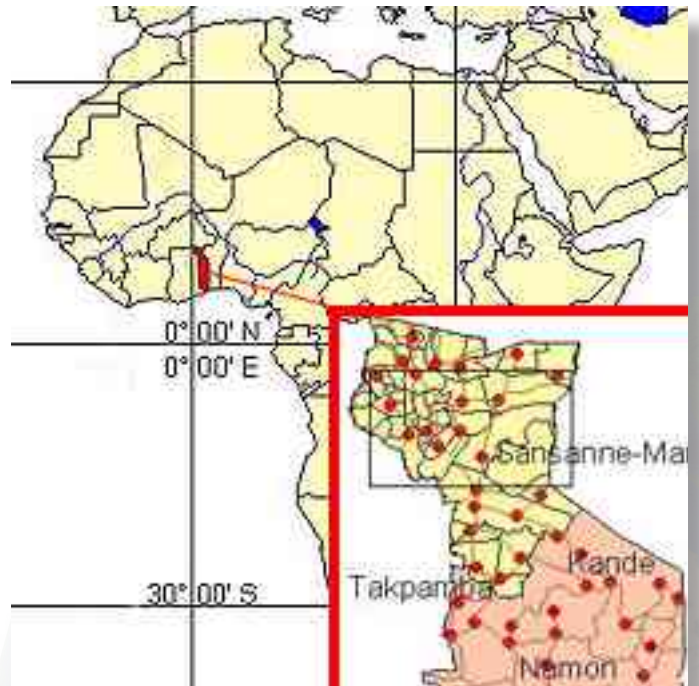 0° 00' N
0° 00' E
Sansanne-Ma
Kande
30° 00' S
Takpamba
Namon